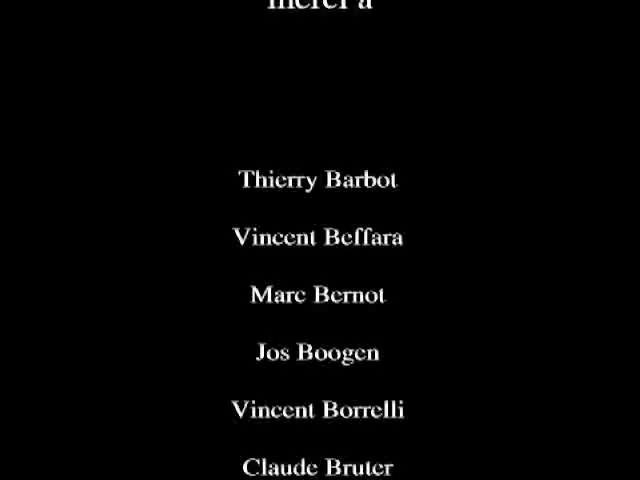 merci à
Thierry Barbot
Vincent Beffara
Marc Bernot
Jos Boogen
Vincent Borrelli
Claude Bruter